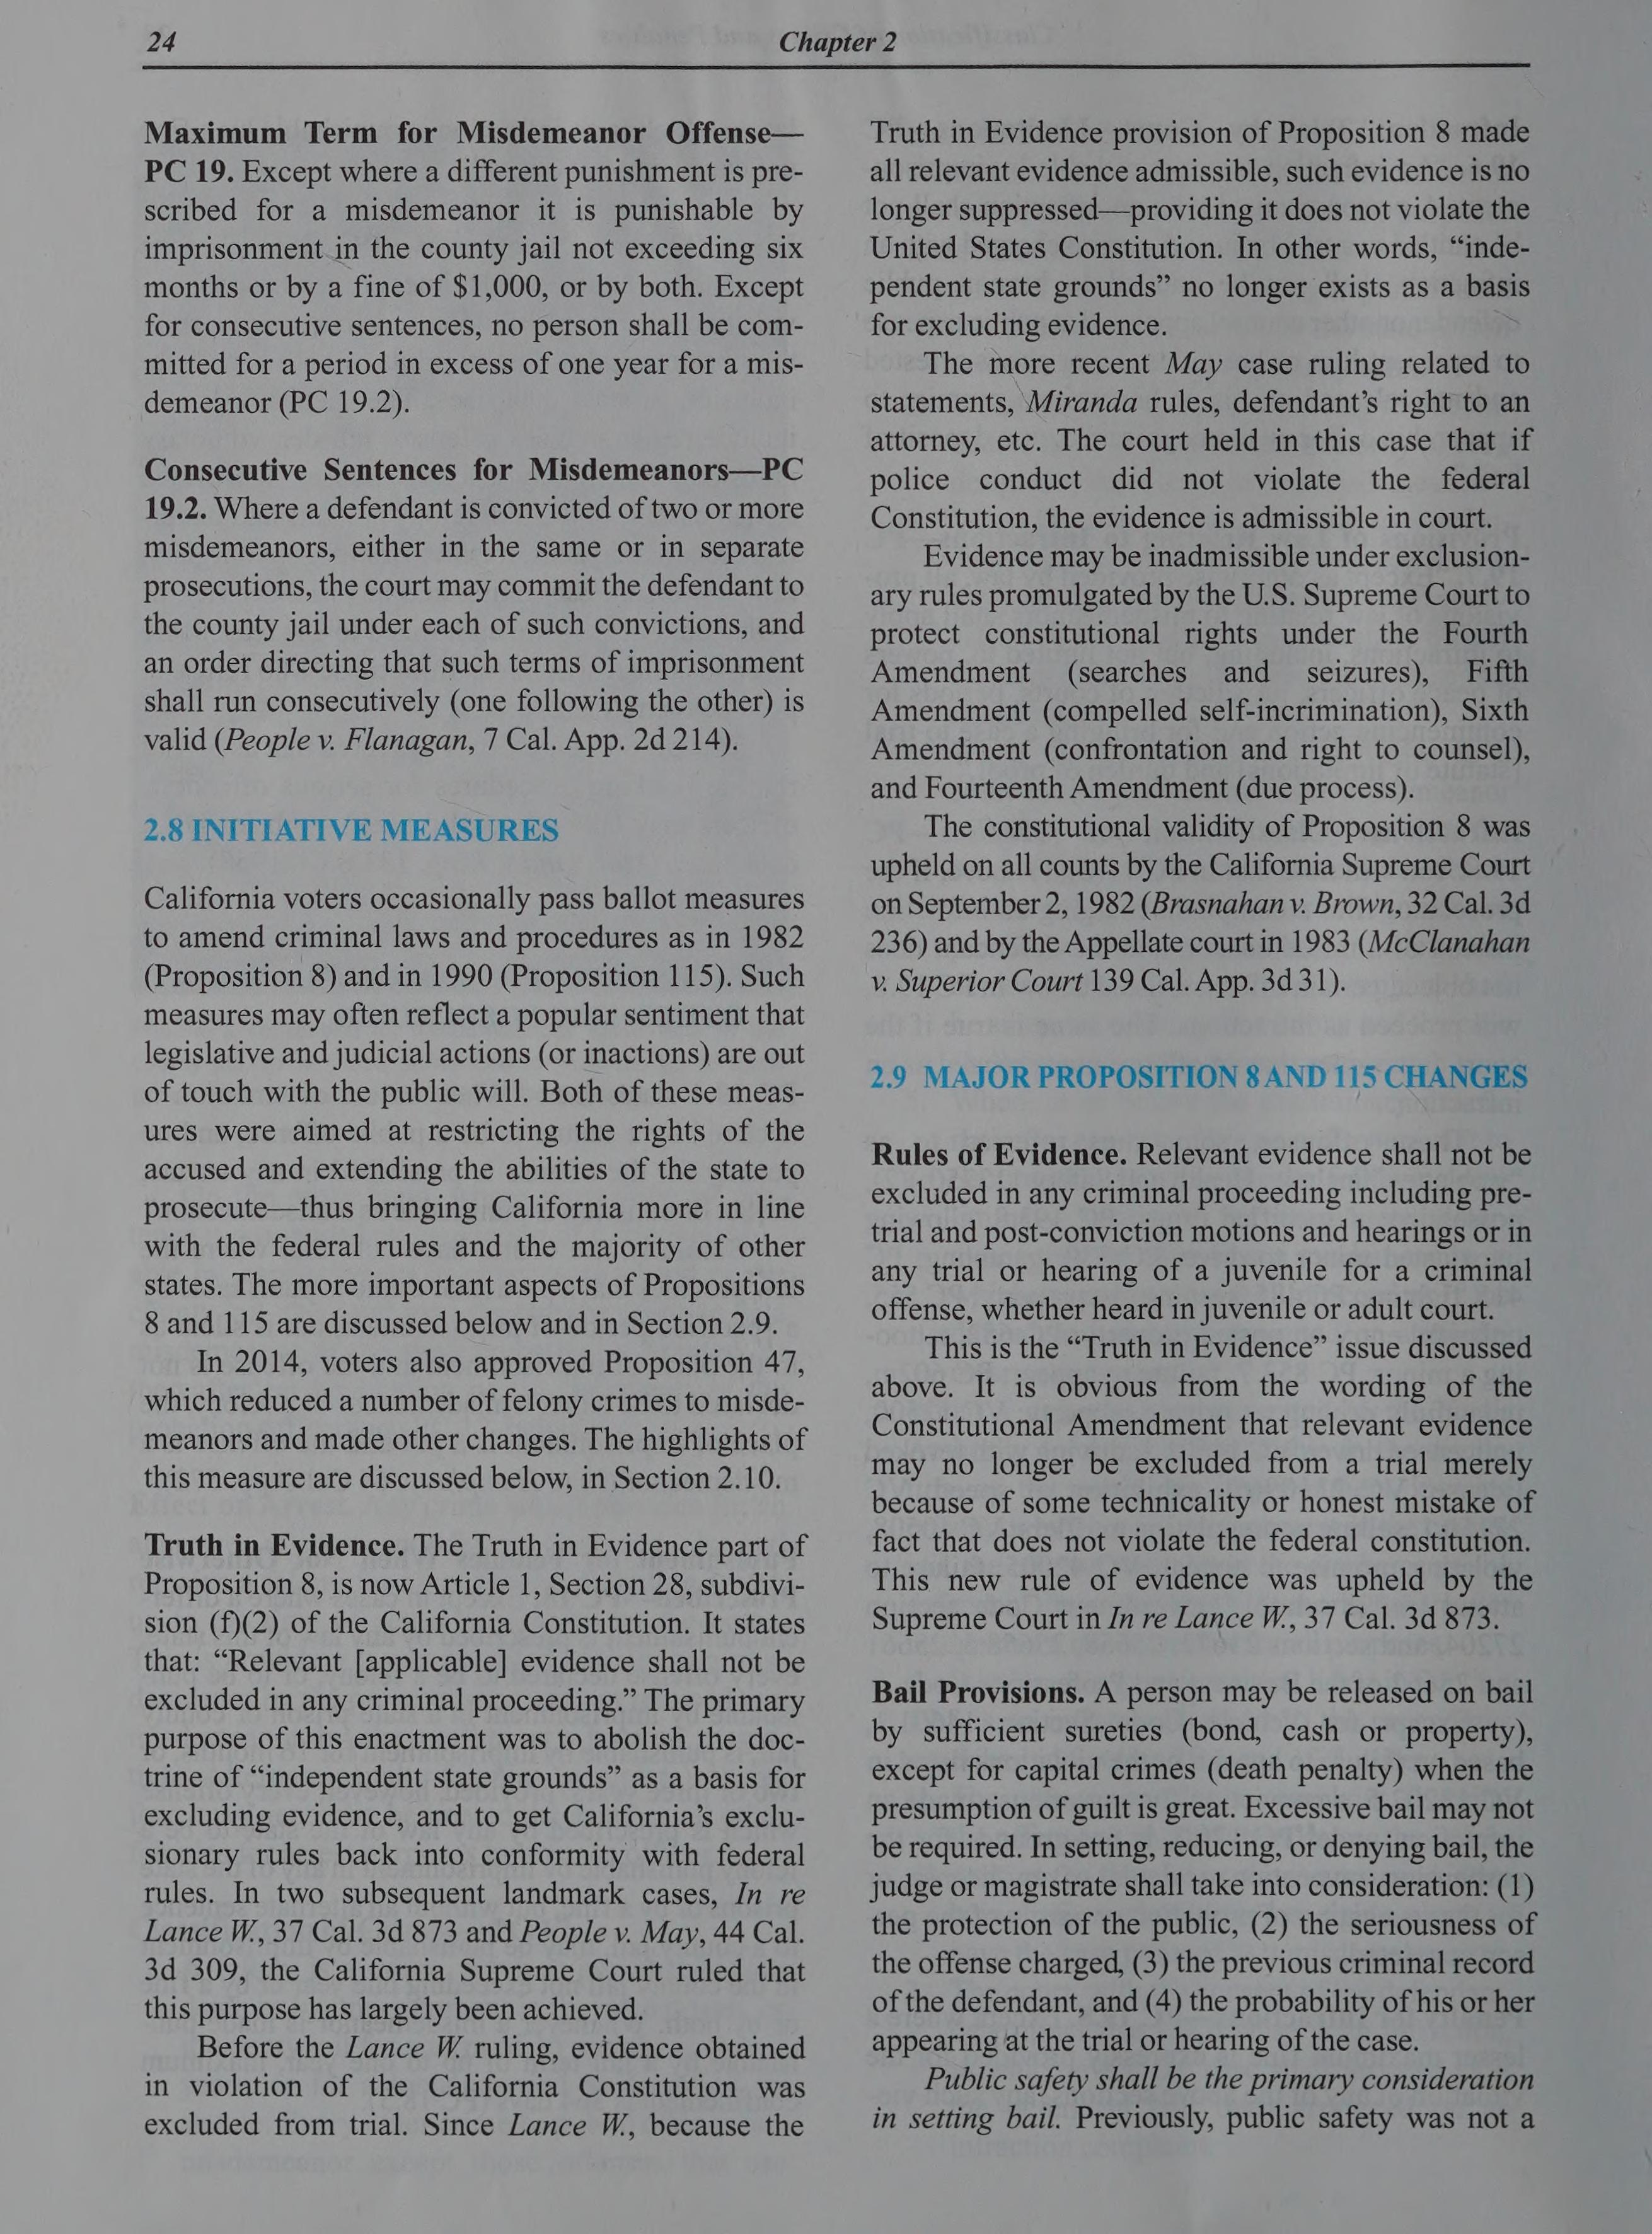 24
Chapter 2
Maximum Term for Misdemeanor Offense—
PC 19. Except where a different punishment is pre-
scribed for a misdemeanor it is punishable by
imprisonment in the county jail not exceeding six
months or by a fine of $1,000, or by both. Except
for consecutive sentences, no person shall be com-
mitted for a period in excess of one year for a mis-
demeanor (PC 19.2).
Consecutive Sentences for Misdemeanors—PC
19.2. Where a defendant is convicted of two or more
misdemeanors, either in the same or in separate
prosecutions, the court may commit the defendant to
the county jail under each of such convictions, and
an order directing that such terms of imprisonment
shall run consecutively (one following the other) is
valid (People v. Flanagan, 7 Cal. App. 2d 214).
2.8 INITIATIVE MEASURES
California voters occasionally pass ballot measures
to amend criminal laws and procedures as in 1982
(Proposition 8) and in 1990 (Proposition 115). Such
measures may often reflect a popular sentiment that
legislative and judicial actions (or inactions) are out
of touch with the public will. Both of these meas-
ures were aimed at restricting the rights of the
accused and extending the abilities of the state to
prosecute—thus bringing California more in line
with the federal rules and the majority of other
states. The more important aspects of Propositions
8 and 115 are discussed below and in Section 2.9.
In 2014, voters also approved Proposition 47,
which reduced a number of felony crimes to misde-
meanors and made other changes. The highlights of
this measure are discussed below, in Section 2.10.
Truth in Evidence. The Truth in Evidence part of
Proposition 8, is now Article 1, Section 28, subdivi-
sion (f)(2) of the California Constitution. It states
that: “Relevant [applicable] evidence shall not be
excluded in any criminal proceeding.” The primary
purpose of this enactment was to abolish the doc-
trine of “independent state grounds” as a basis for
excluding evidence, and to get California’s exclu-
sionary rules back into conformity with federal
rules. In two subsequent landmark cases, In re
Lance W., 37 Cal. 3d 873 and People v. May, 44 Cal.
3d 309, the California Supreme Court ruled that
this purpose has largely been achieved.
Before the Lance W. ruling, evidence obtained
in violation of the California Constitution was
excluded from trial. Since Lance W., because the
Truth in Evidence provision of Proposition 8 made
all relevant evidence admissible, such evidence is no
longer suppressed—providing it does not violate the
United States Constitution. In other words, “inde-
pendent state grounds” no longer exists as a basis
for excluding evidence.
The more recent May case ruling related to
statements, Miranda rules, defendant’s right to an
attorney, etc. The court held in this case that if
police conduct did not violate the federal
Constitution, the evidence is admissible in court.
Evidence may be inadmissible under exclusion-
ary rules promulgated by the U.S. Supreme Court to
protect constitutional rights under the Fourth
Amendment (searches and seizures), Fifth
Amendment (compelled self-incrimination), Sixth
Amendment (confrontation and right to counsel),
and Fourteenth Amendment (due process).
The constitutional validity of Proposition 8 was
upheld on all counts by the California Supreme Court
on September 2, 1982 (Brasnahan v. Brown, 32 Cal. 3d
236) and by the Appellate court in 1983 (McClanahan
v. Superior Court 139 Cal. App. 3d 31).
2.9 MAJOR PROPOSITION 8 AND 115 CHANGES
Rules of Evidence. Relevant evidence shall not be
excluded in any criminal proceeding including pre-
trial and post-conviction motions and hearings or in
any trial or hearing of a juvenile for a criminal
offense, whether heard in juvenile or adult court.
This is the “Truth in Evidence” issue discussed
above. It is obvious from the wording of the
Constitutional Amendment that relevant evidence
may no longer be excluded from a trial merely
because of some technicality or honest mistake of
fact that does not violate the federal constitution.
This new rule of evidence was upheld by the
Supreme Court in In re Lance W., 37 Cal. 3d 873.
Bail Provisions. A person may be released on bail
by sufficient sureties (bond, cash or property),
except for capital crimes (death penalty) when the
presumption of guilt is great. Excessive bail may not
be required. In setting, reducing, or denying bail, the
judge or magistrate shall take into consideration: (1)
the protection of the public, (2) the seriousness of
the offense charged, (3) the previous criminal record
of the defendant, and (4) the probability of his or her
appearing at the trial or hearing of the case.
Public safety shall be the primary consideration
in setting bail. Previously, public safety was not a